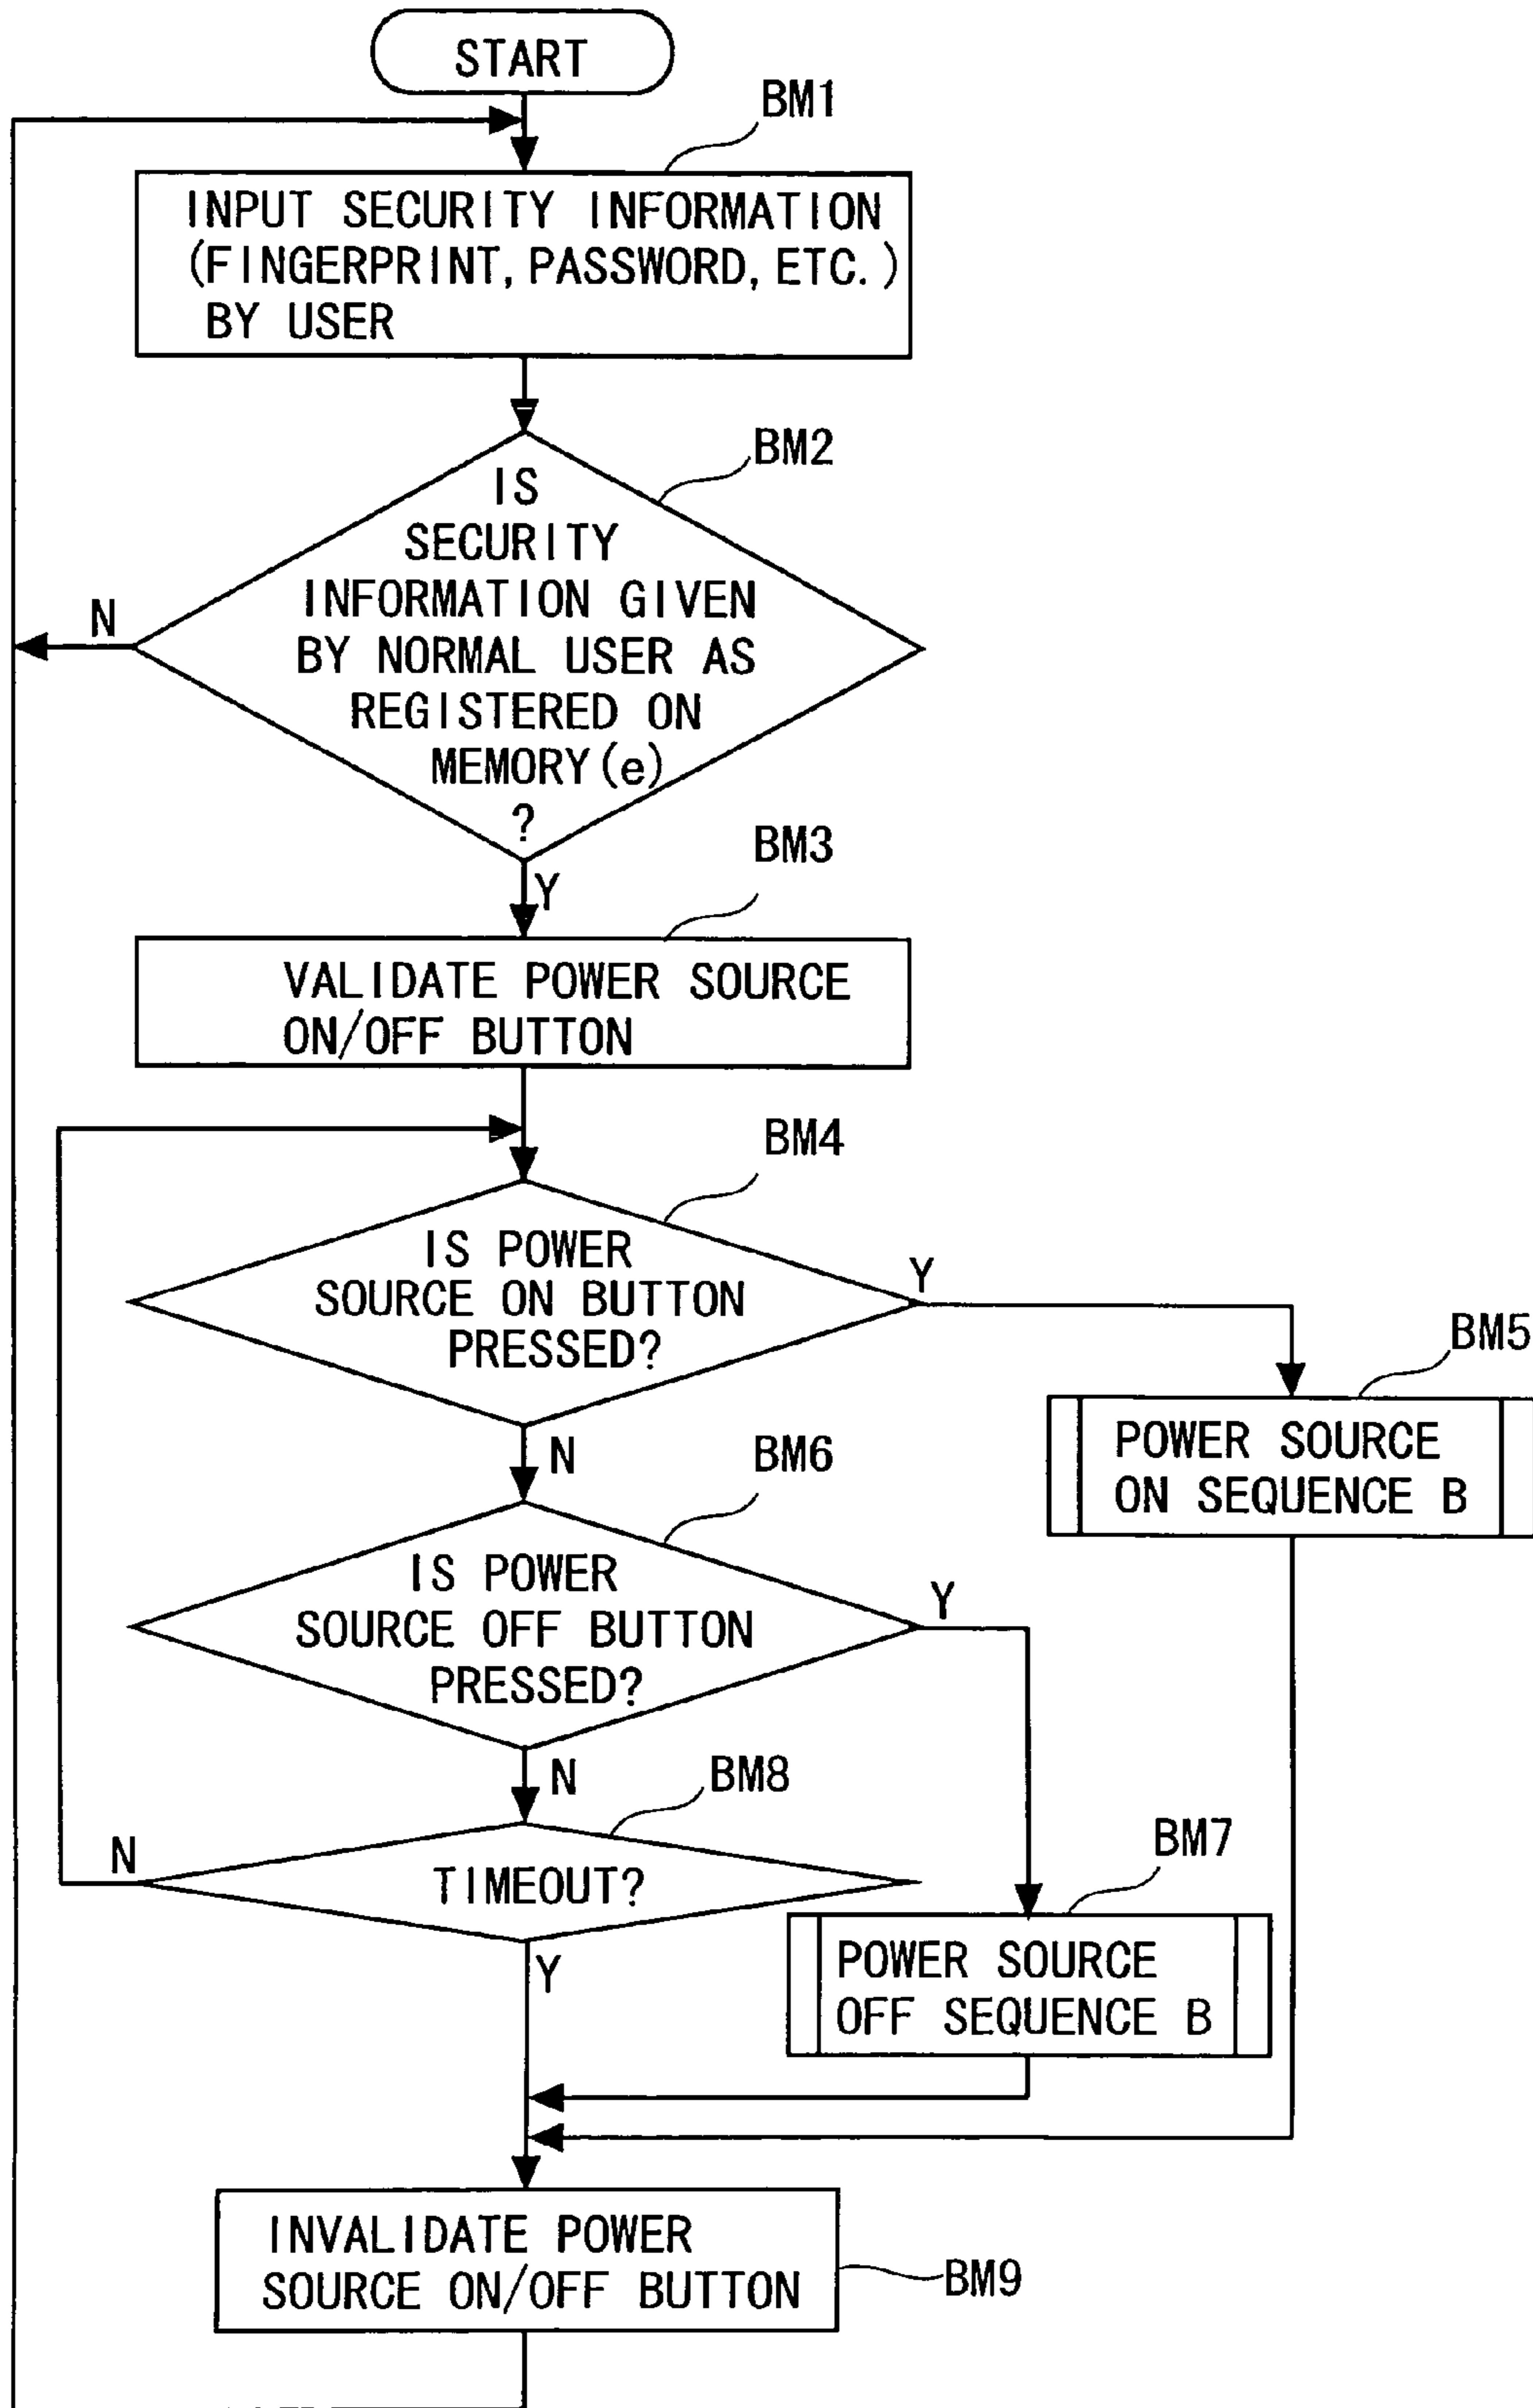 START
BM1
INPUT SECURITY INFORMATION
(FINGERPRINT, PASSWORD, ETC.)
BY USER
BM2
IS
SECURITY
INFORMATION GIVEN
BY NORMAL USER AS
REGISTERED ON
MEMORY(e)
?
N
Y
BM3
VALIDATE POWER SOURCE
ON/OFF BUTTON
BM4
IS POWER
SOURCE ON BUTTON
PRESSED?
Y
N
BM5
POWER SOURCE
ON SEQUENCE B
BM6
IS POWER
SOURCE OFF BUTTON
PRESSED?
Y
N
BM8
TIMEOUT?
N
Y
BM7
POWER SOURCE
OFF SEQUENCE B
INVALIDATE POWER
SOURCE ON/OFF BUTTON
BM9